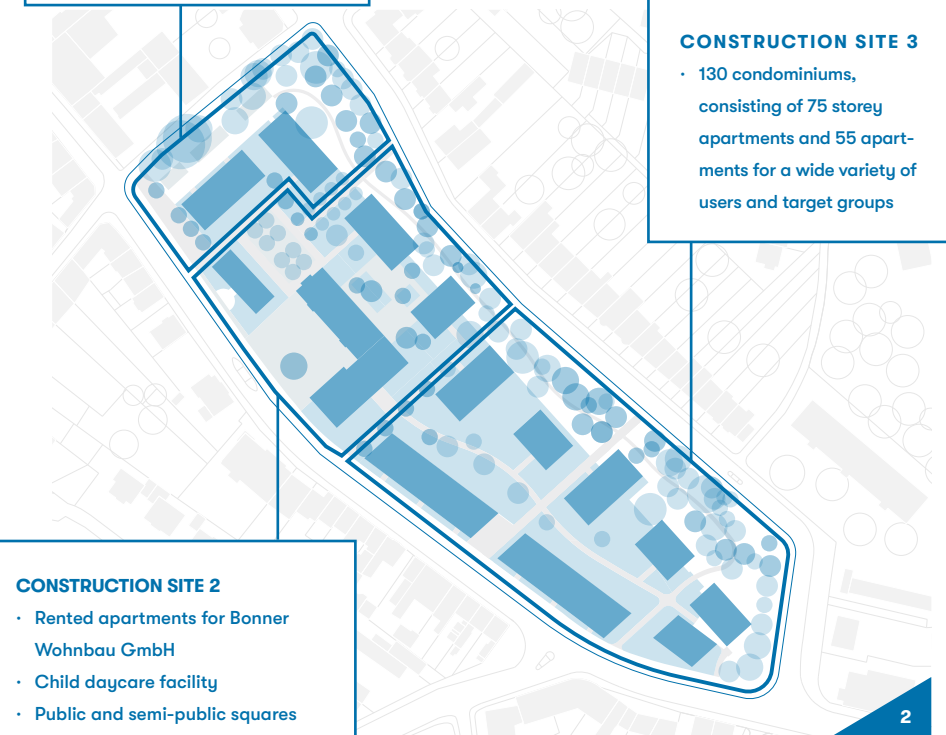 CONSTRUCTION SITE 3
· 130 condominiums,
consisting of 75 storey
apartments and 55 apart-
ments for a wide variety of
users and target groups
CONSTRUCTION SITE 2
· Rented apartments for Bonner
Wohnbau GmbH
· Child daycare facility
· Public and semi-public squares
2